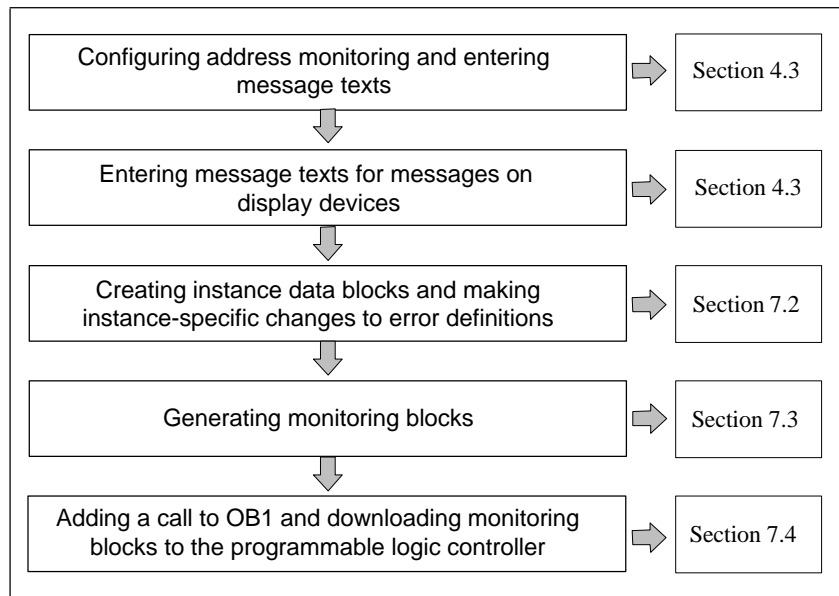 Configuring address monitoring and entering
message texts
Section 4.3
Entering message texts for messages on
display devices
Section 4.3
Creating instance data blocks and making
instance-specific changes to error definitions
Section 7.2
Generating monitoring blocks
Section 7.3
Adding a call to OB1 and downloading monitoring
blocks to the programmable logic controller
Section 7.4